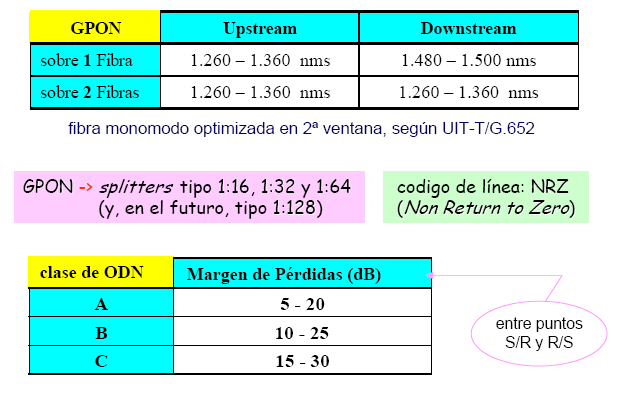 GPON Upstream Downstream
sobre 1 Fibra 1.260 – 1.360 nms 1.480 – 1.500 nms
sobre 2 Fibras 1.260 – 1.360 nms 1.260 – 1.360 nms
fibra monomodo optimizada en 2ª ventana, según UIT-T/G.652
GPON -> splitters tipo 1:16, 1:32 y 1:64
(y, en el futuro, tipo 1:128)
codigo de línea: NRZ
(Non Return to Zero)
clase de ODN Margen de Pérdidas (dB)
A 5 - 20
B 10 - 25
C 15 - 30
entre puntos
S/R y R/S